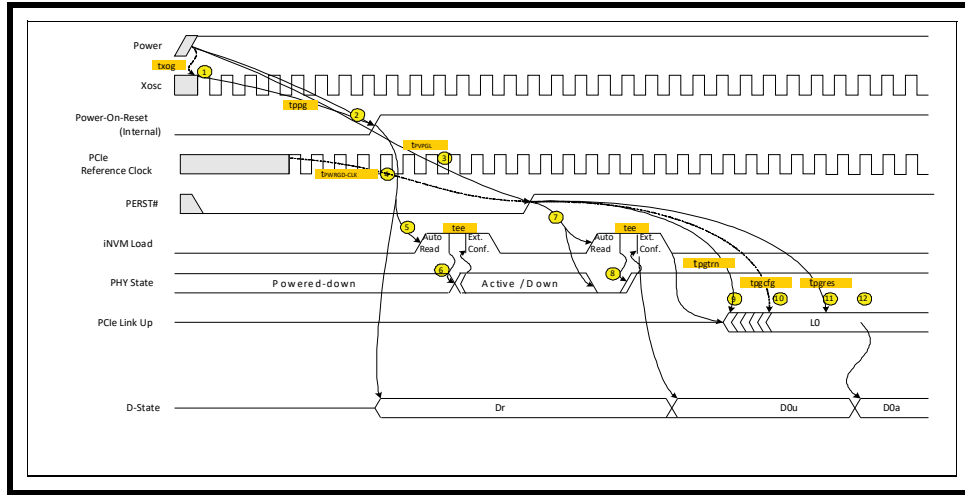 Power
txog
1
Xosc
tppg
2
Power-On-Reset
(Internal)
tPVPGL
3
PCIe
Reference Clock
tPWRGD-CLK
4
PERST#
5
tee
7
tee
iNVM Load
Auto
Read
Ext.
Conf.
Auto
Read
Ext.
Conf.
6
8
tpgtrn
PHY State
Powered-down
Active /Down
tpgcfg
tpgres
9
10
11
12
PCIe Link Up
L0
D-State
Dr
D0u
D0a